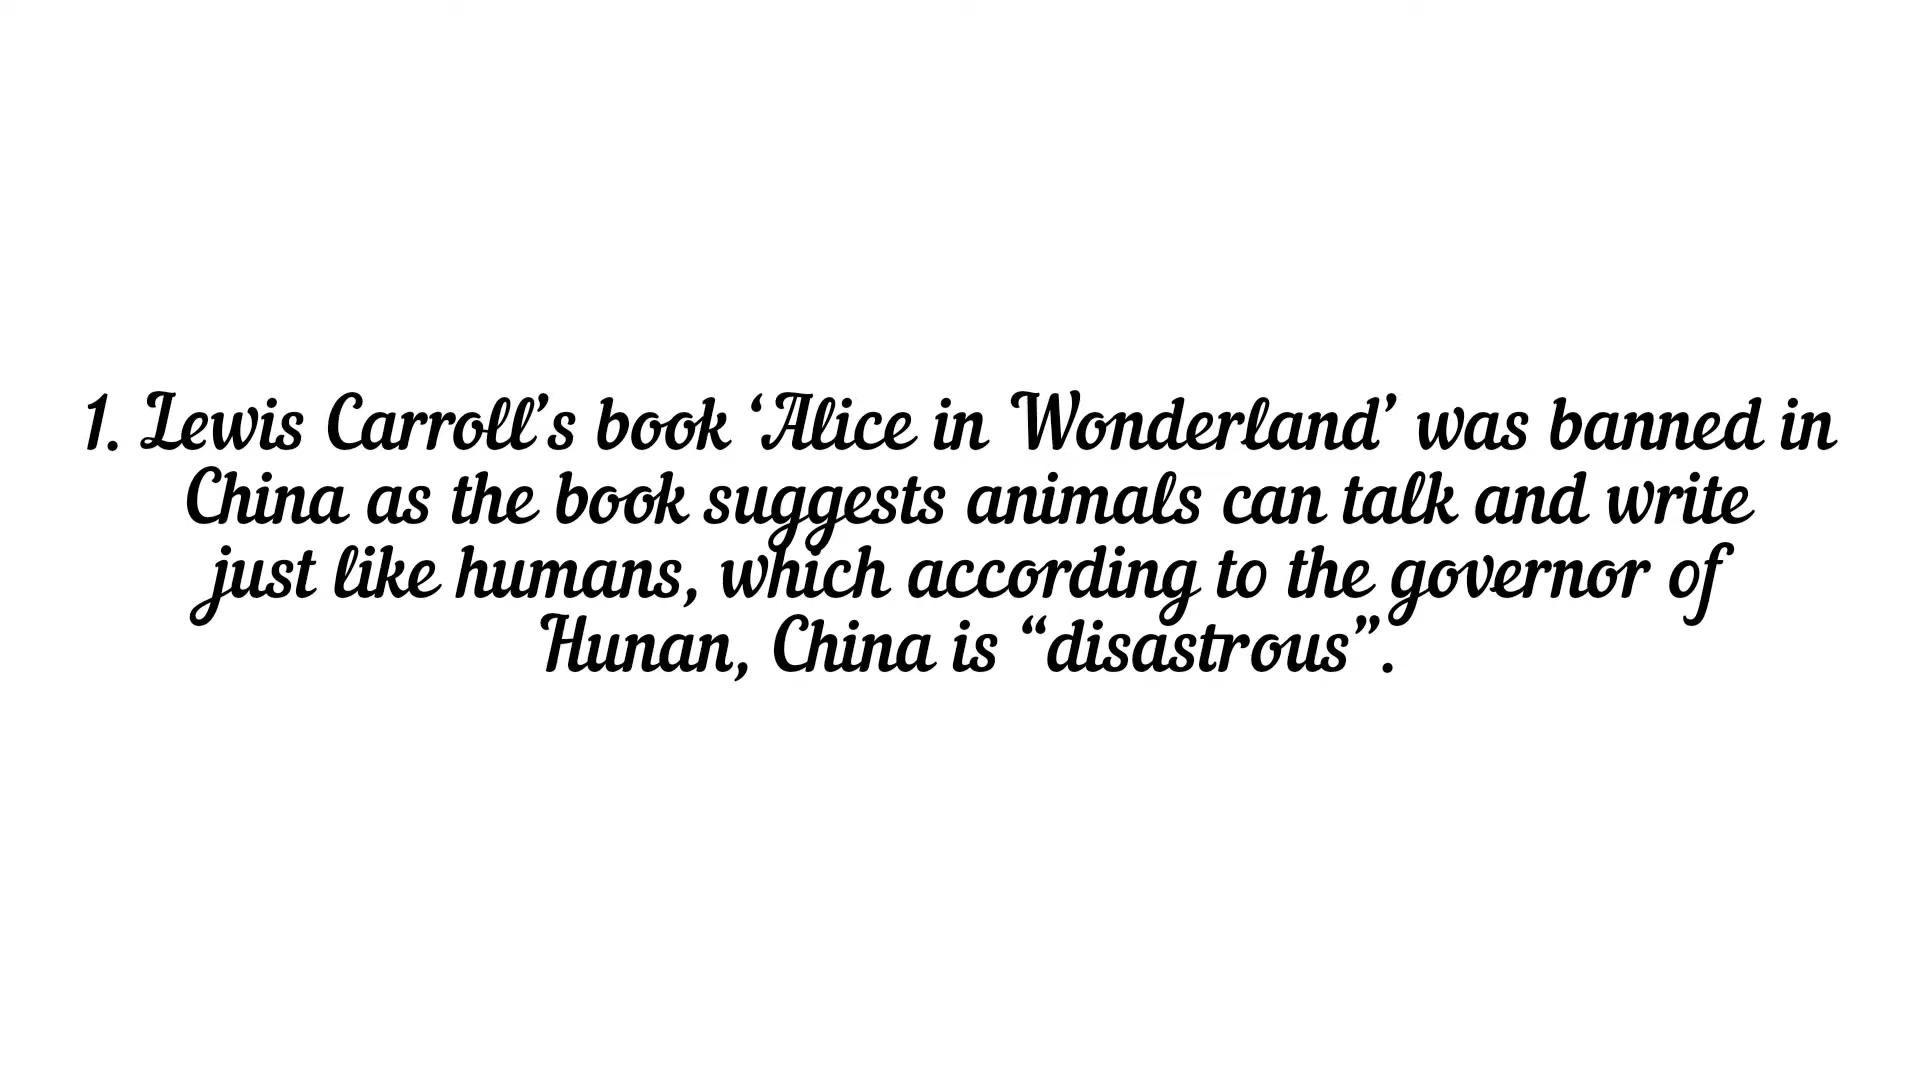 1. Lewis Carroll’s book ‘Alice in Wonderland’ was banned in
China as the book suggests animals can talk and write
just like humans, which according to the governor of
Hunan, China is “disastrous”.